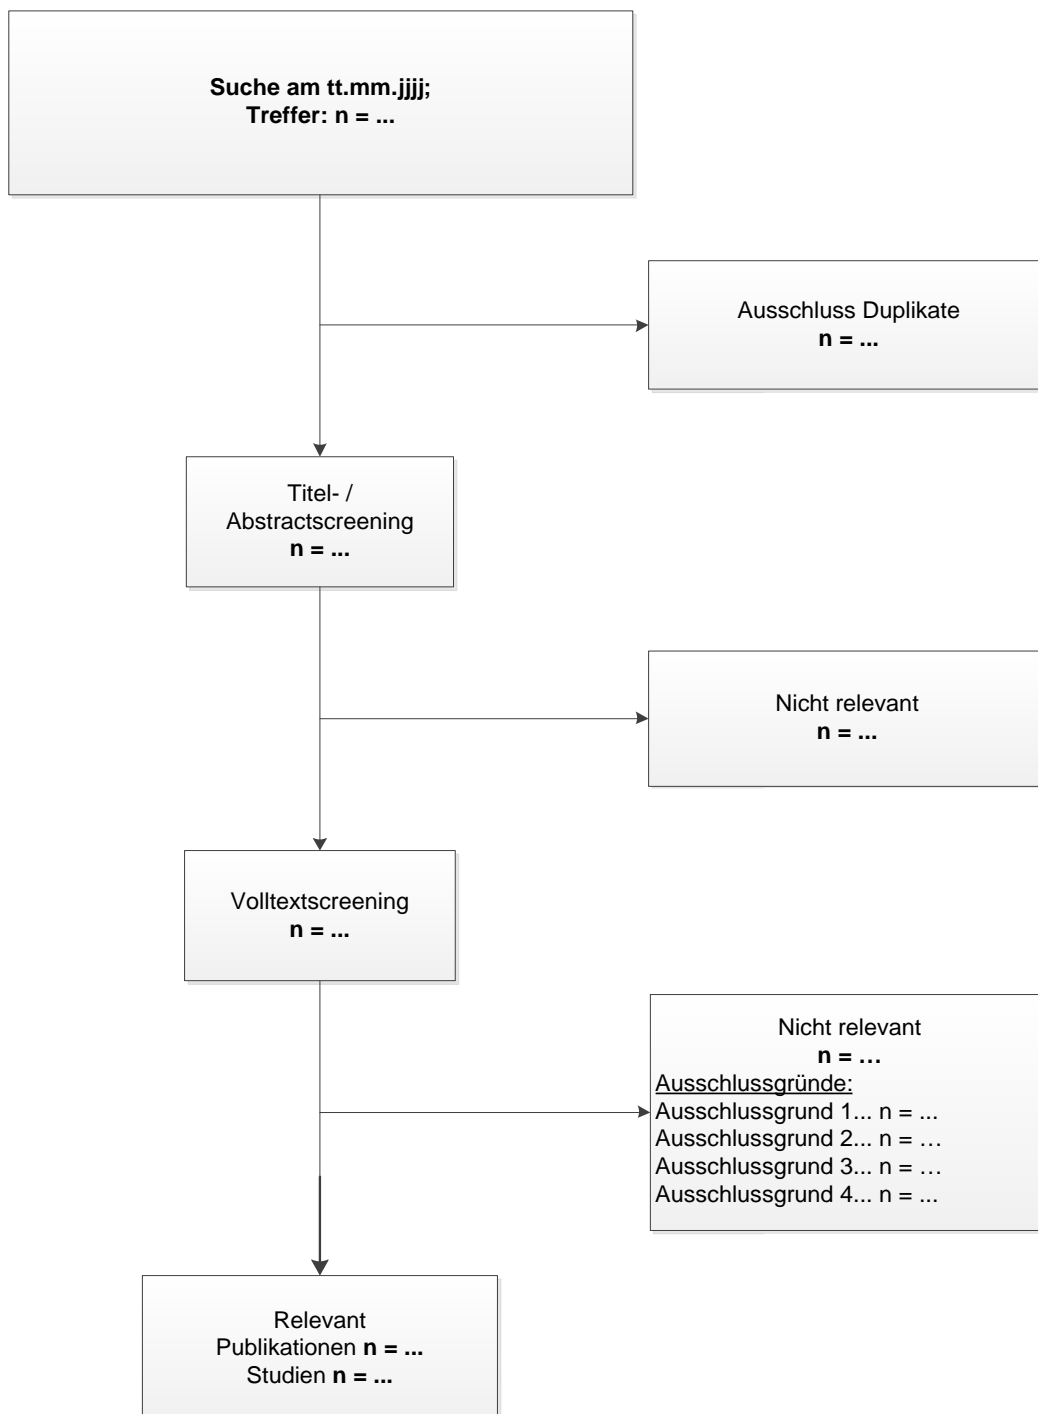 Suche am tt.mm.jjjj;
Treffer: n = ...
Ausschluss Duplikate
n = ...
Titel- /
Abstractscreening
n = ...
Nicht relevant
n = ...
Volltextscreening
n = ...
Nicht relevant
n = …
Ausschlussgründe:
Ausschlussgrund 1... n = ...
Ausschlussgrund 2... n = …
Ausschlussgrund 3... n = …
Ausschlussgrund 4... n = ...
Relevant
Publikationen n = ...
Studien n = ...